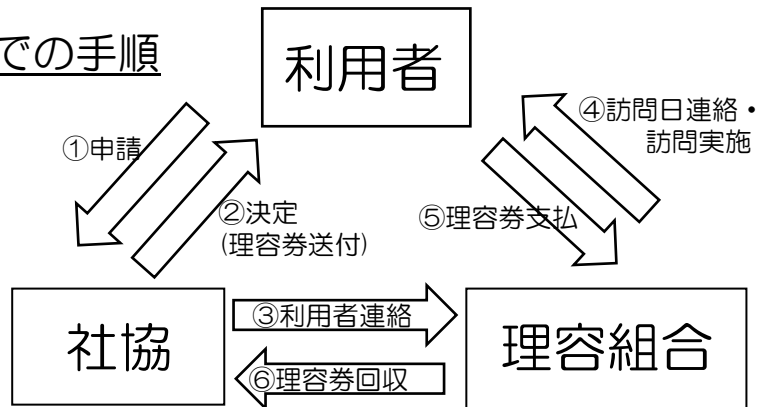 での手順
利用者
①申請
②決定
(理容券送付)
④訪問日連絡・
訪問実施
⑤理容券支払
社協
③利用者連絡
⑥理容券回収
理容組合